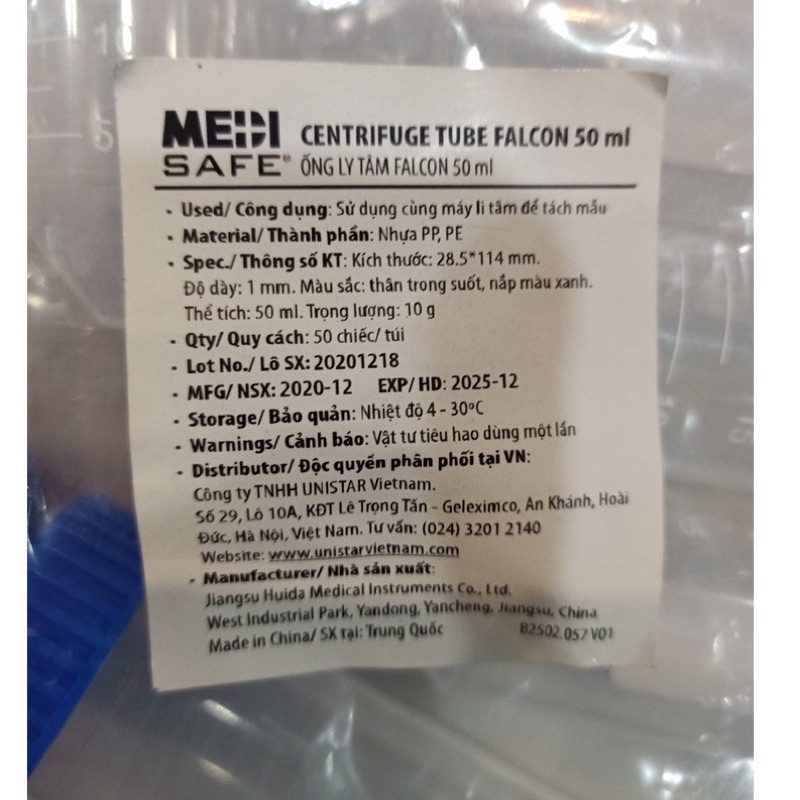 10
5
MEDI SAFE® CENTRIFUGE TUBE FALCON 50 ml
ỐNG LY TÂM FALCON 50 ml
• Used/ Công dụng: Sử dụng cùng máy li tâm để tách mẫu
• Material/ Thành phần: Nhựa PP, PE
• Spec./ Thông số KT: Kích thước: 28.5*114 mm.
Độ dày: 1 mm. Màu sắc: thân trong suốt, nắp màu xanh.
Thể tích: 50 ml. Trọng lượng: 10 g
• Qty/ Quy cách: 50 chiếc/ túi
• Lot No./ Lô SX: 20201218
• MFG/ NSX: 2020-12 EXP/ HD: 2025-12
• Storage/ Bảo quản: Nhiệt độ 4 - 30ºC
• Warnings/ Cảnh báo: Vật tư tiêu hao dùng một lần
• Distributor/ Độc quyền phân phối tại VN:
Công ty TNHH UNISTAR Vietnam.
Số 29, Lô 10A, KĐT Lê Trọng Tấn - Geleximco, An Khánh, Hoài
Đức, Hà Nội, Việt Nam. Tư vấn: (024) 3201 2140
Website: www.unistarvietnam.com
• Manufacturer/ Nhà sản xuất:
Jiangsu Huida Medical Instruments Co., Ltd.
West Industrial Park, Yandong, Yancheng, Jiangsu, China
Made in China/ SX tại: Trung Quốc B2502.057 V01